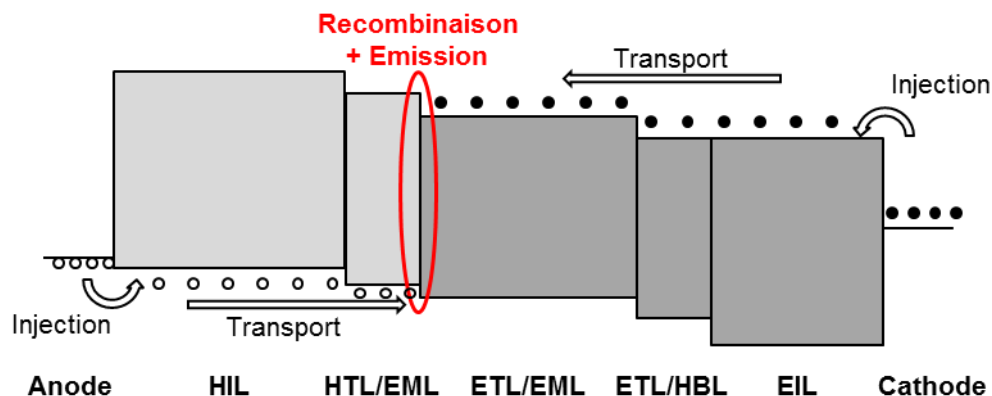 Recombinaison
+ Emission
Transport
Injection
Injection
Transport
Anode HIL HTL/EML ETL/EML ETL/HBL EIL Cathode